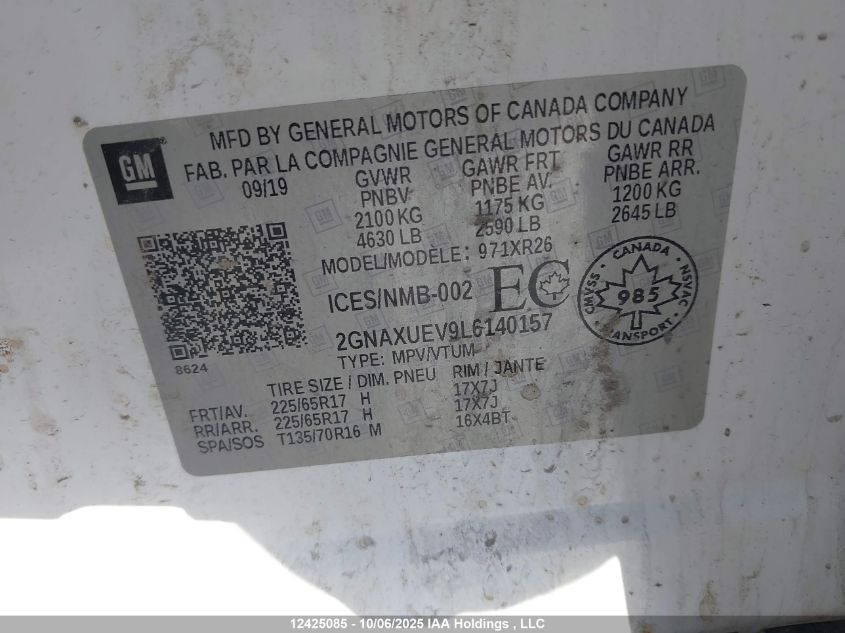 MFD BY GENERAL MOTORS OF CANADA COMPANY
FAB. PAR LA COMPAGNIE GENERAL MOTORS DU CANADA
GM
09/19
GVWR GAWR FRT GAWR RR
PNBV PNBE AV. PNBE ARR.
2100 KG 1175 KG 1200 KG
4630 LB 2590 LB 2645 LB
MODEL/MODÈLE: 971XR26
ICES/NMB-002 EC
2GNAXUEV9L6140157
TYPE: MPV/VTUM
CANADA
CMVSS NSVAC
985
TRANSPORT
8624
TIRE SIZE / DIM. PNEU RIM / JANTE
FRT/AV. 225/65R17 H 17X7J
RR/ARR. 225/65R17 H 17X7J
SPA/SOS T135/70R16 M 16X4BT
12425085 - 10/06/2025 IAA Holdings , LLC